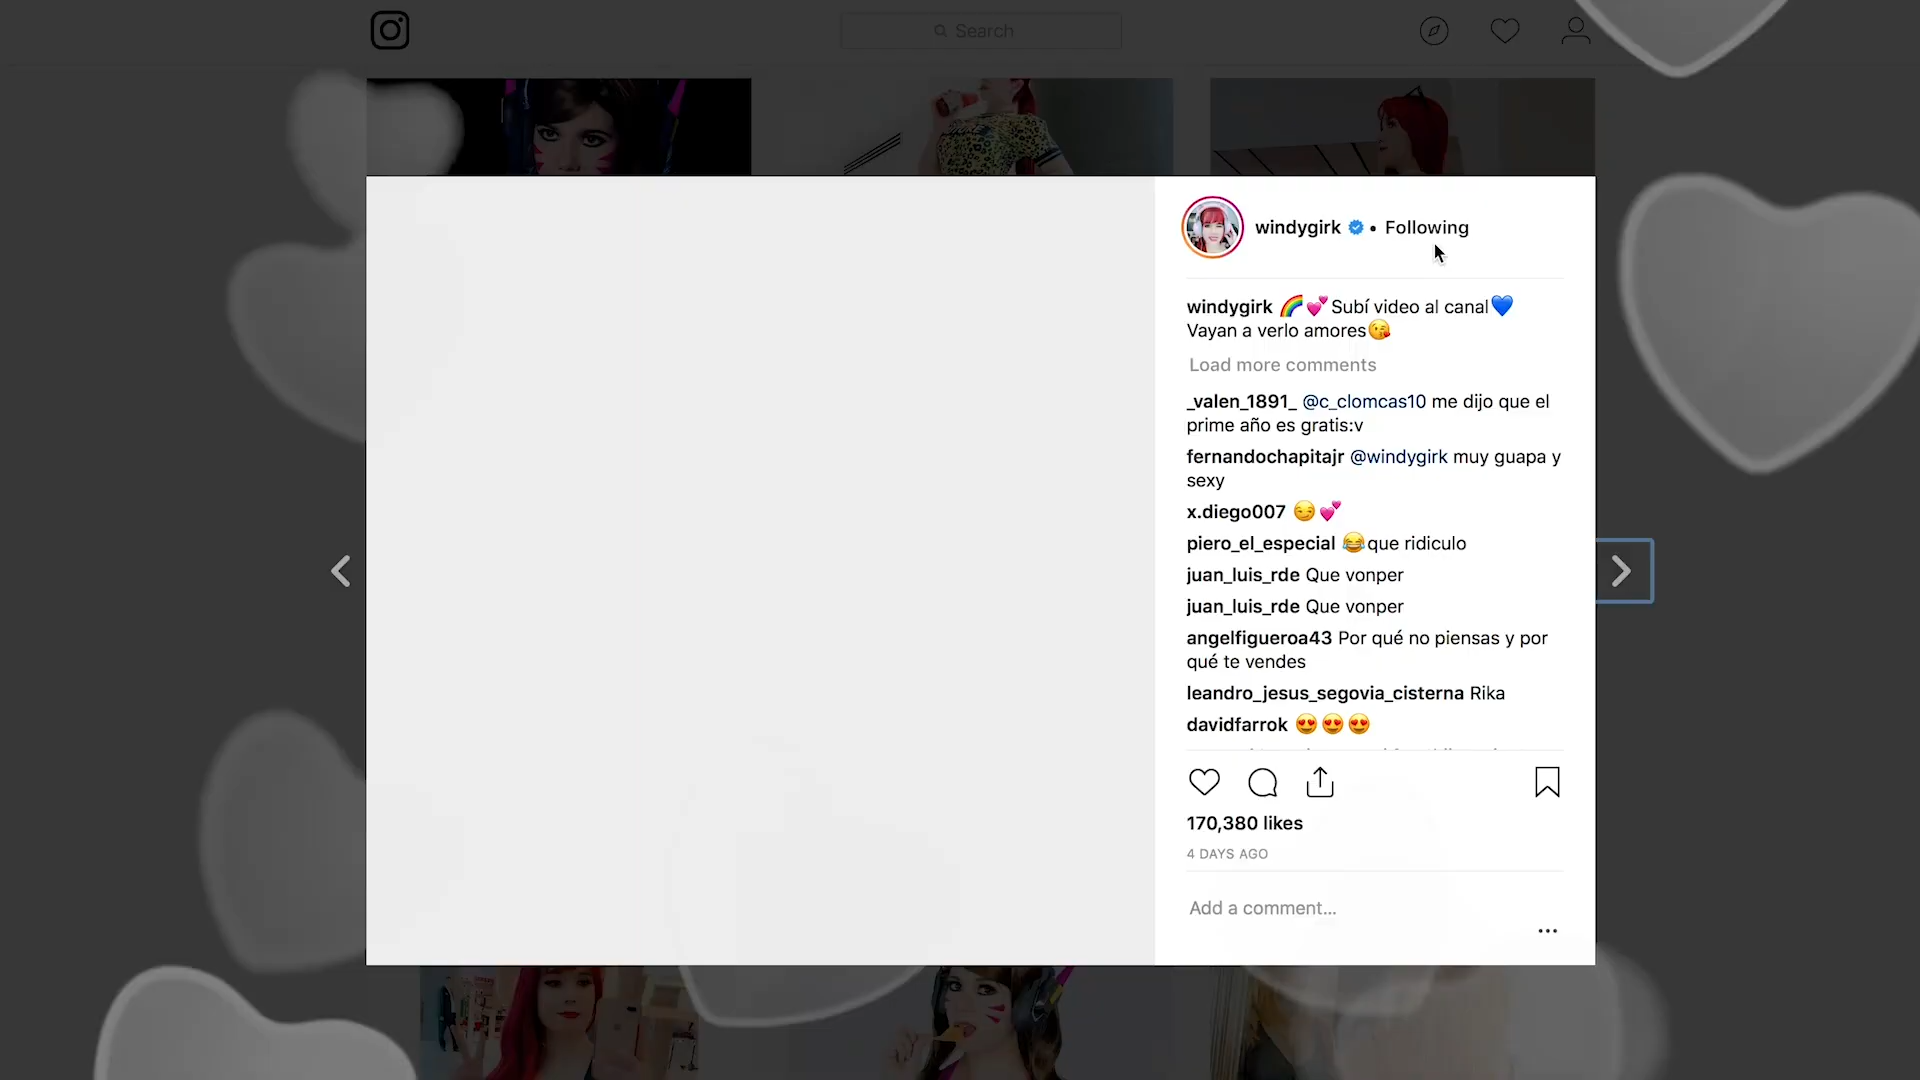 Search
windygirk • Following
windygirk 🌈💕Subí video al canal💙
Vayan a verlo amores😘
Load more comments
_valen_1891_ @c_clomcas10 me dijo que el
prime año es gratis:v
fernandochapitajr @windygirk muy guapa y
sexy
x.diego007 😏💕
piero_el_especial 😂que ridiculo
juan_luis_rde Que vonper
juan_luis_rde Que vonper
angelfigueroa43 Por qué no piensas y por
qué te vendes
leandro_jesus_segovia_cisterna Rika
davidfarrok 😍😍😍
170,380 likes
4 DAYS AGO
Add a comment...